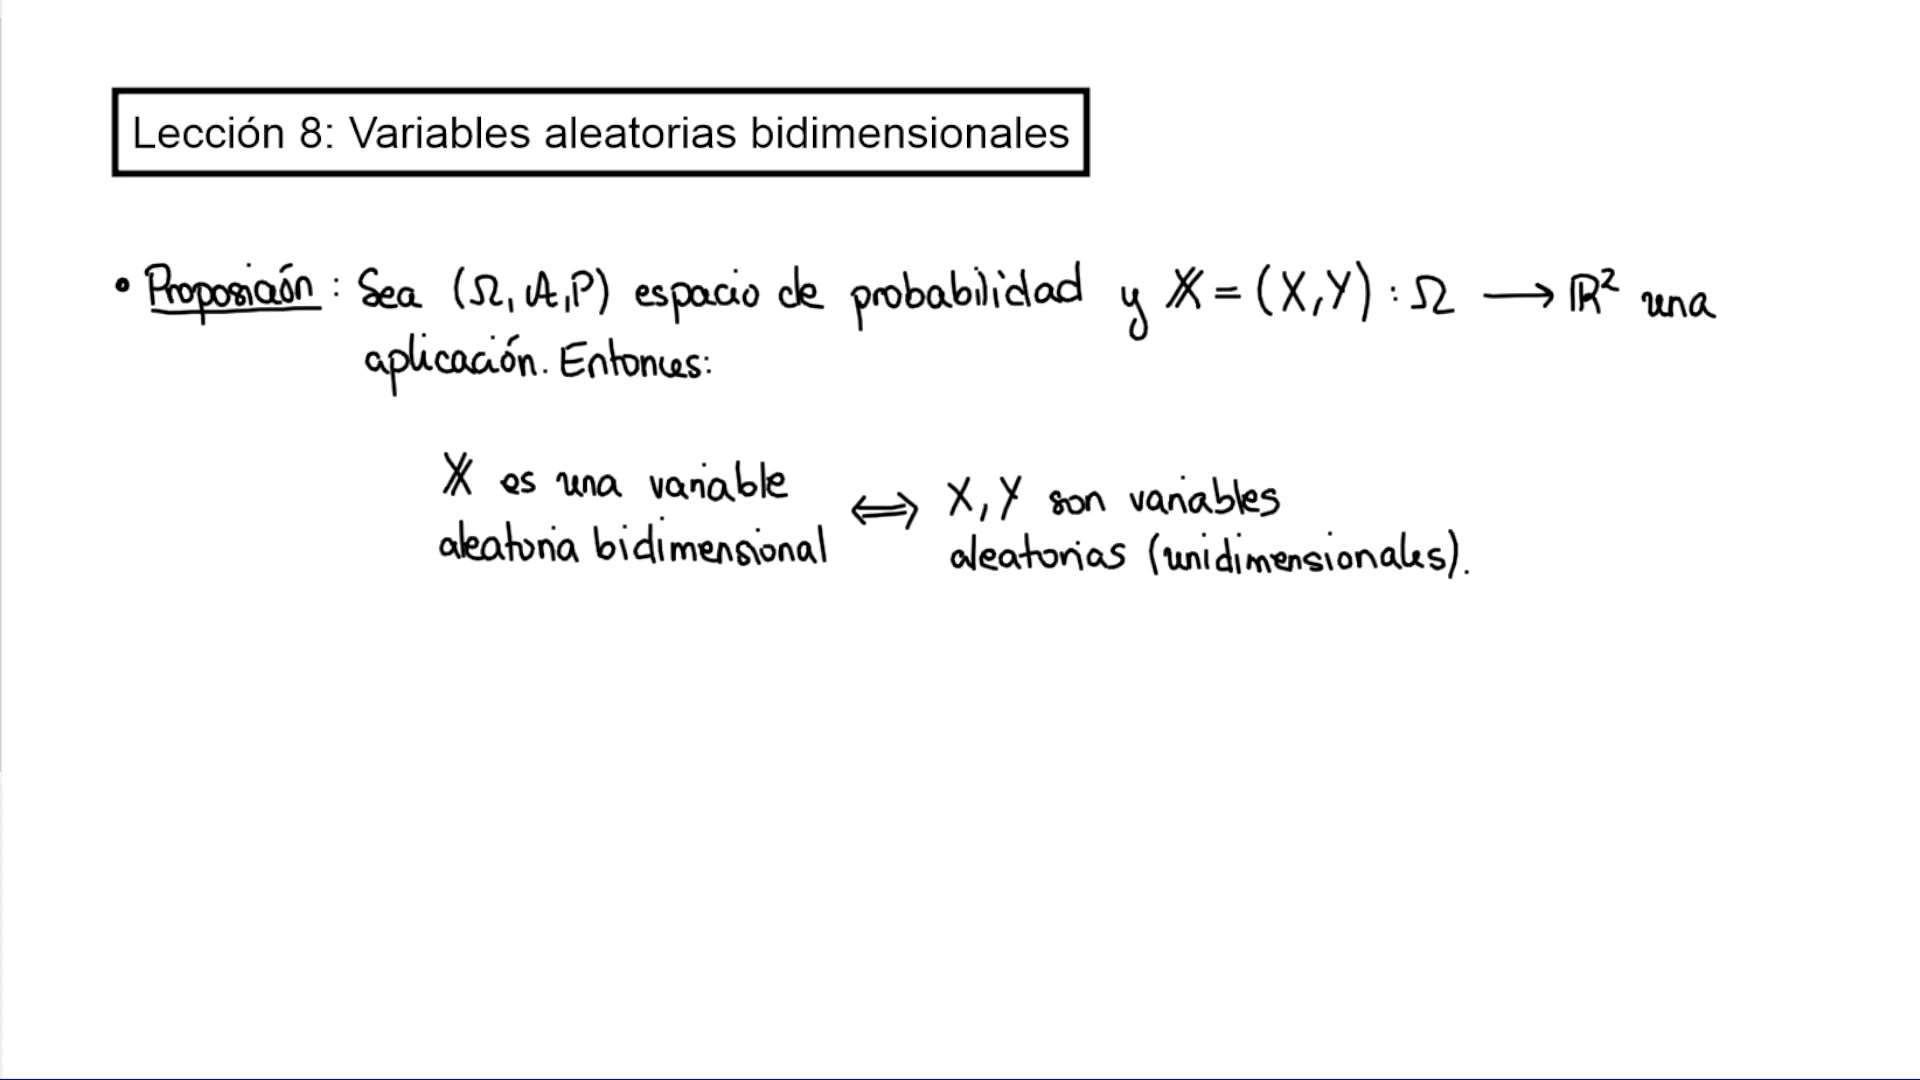 Lección 8: Variables aleatorias bidimensionales
• Proposición: Sea (Ω, 𝒜, P) espacio de probabilidad y 𝕏 = (X, Y) : Ω ⟶ ℝ² una
aplicación. Entonces:
𝕏 es una variable
aleatoria bidimensional
⟺
X, Y son variables
aleatorias (unidimensionales).